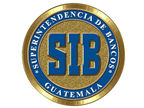 SUPERINTENDENCIA DE BANCOS
SIB
GUATEMALA